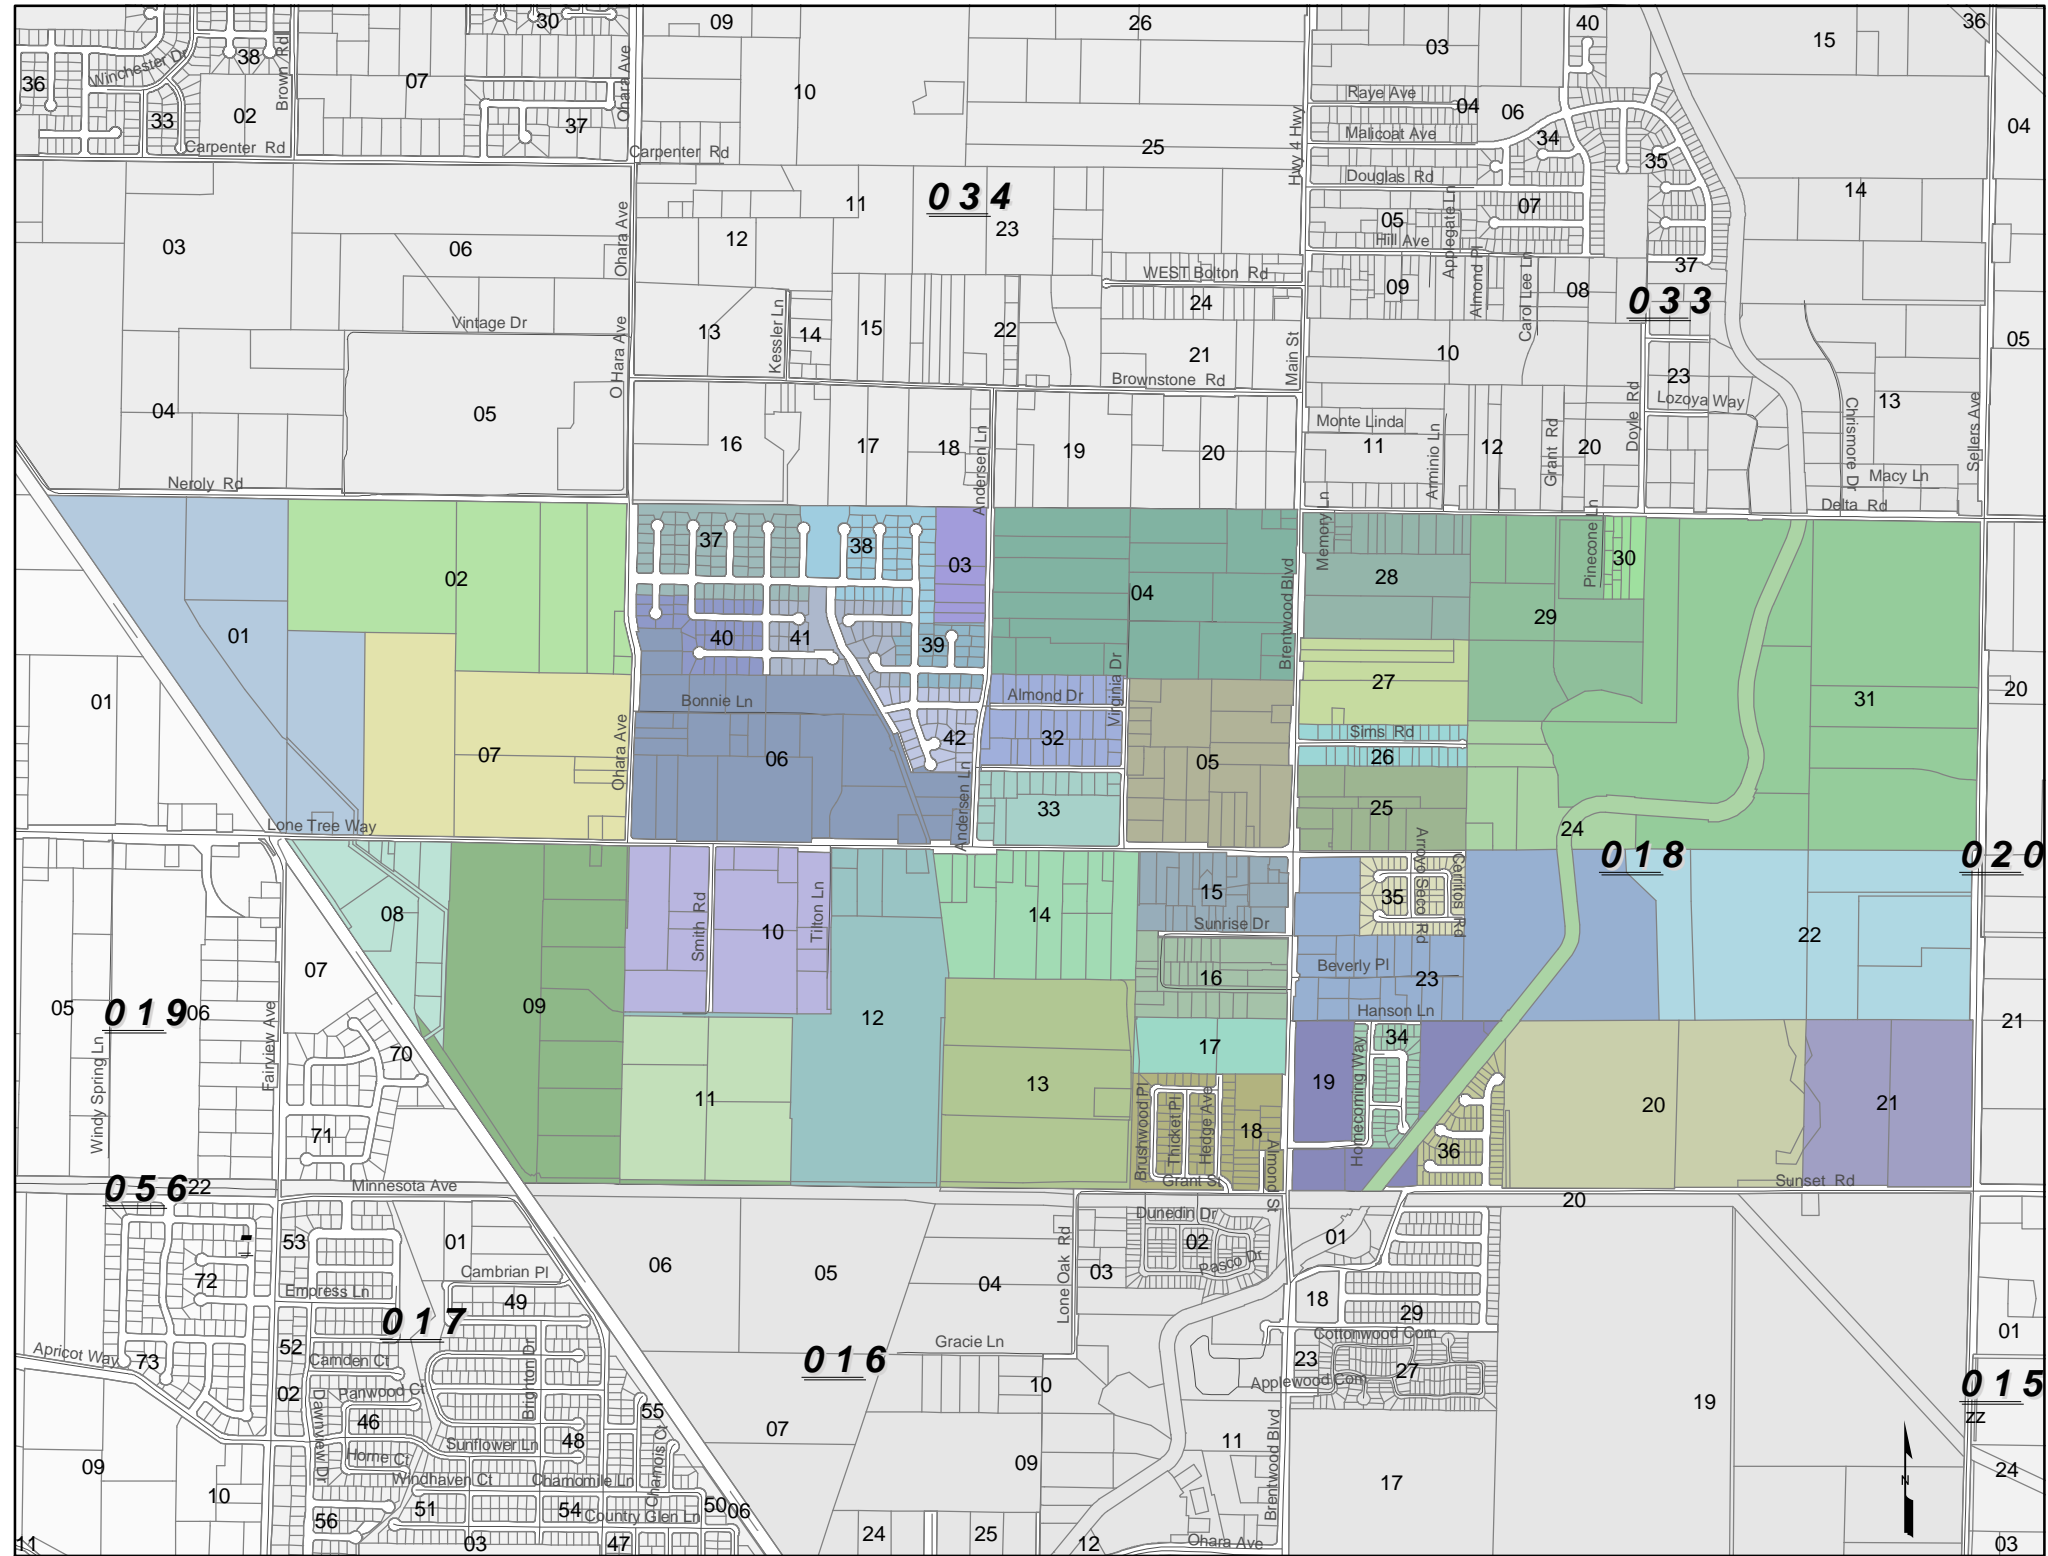 30
09
26
40
36
03
15
38
Winchester Dr
Brown Rd
Ohara Ave
36
07
10
Raye Ave
04
06
33
02
37
Malicoat Ave
34
04
Carpenter Rd
Carpenter Rd
25
Hwy 4 Hwy
35
Douglas Rd
034
11
14
07
05
Applegate Ln
03
06
Ohara Ave
12
23
Hill Ave
WEST Bolton Rd
37
09
08
Almond Pl
Carol Lee Ln
24
033
Vintage Dr
13
Kessler Ln
14
15
22
21
Main St
10
05
O Hara Ave
Brownstone Rd
23
Lozoya Way
04
05
16
17
18
Andersen Ln
19
20
Monte Linda
11
Arminio Ln
12
Grant Rd
20
Doyle Rd
13
Chrismore Dr
Sellers Ave
Macy Ln
Neroly Rd
Delta Rd
37
38
03
Memory Ln
Pinecone Ln
30
02
04
28
Brentwood Blvd
29
01
40
41
39
27
01
Bonnie Ln
Almond Dr
Virginia Dr
31
20
42
32
Sims Rd
07
Ohara Ave
06
05
26
33
25
Lone Tree Way
Andersen Ln
24
Arroyo Seco Rd
Cerritos Rd
018
020
08
15
35
14
Sunrise Dr
Smith Rd
10
Tilton Ln
22
07
16
Beverly Pl
23
05
019
06
09
12
Hanson Ln
21
Windy Spring Ln
Fairview Ave
70
17
34
Homecoming Way
11
13
19
20
21
Brushwood Pl
Thicket Pl
Hedge Ave
18
71
36
Almond St
056
22
Minnesota Ave
Grant St
Sunset Rd
20
Dunedin Dr
53
01
02
01
-
06
05
Lone Oak Rd
03
Pasco Dr
72
Cambrian Pl
04
Empress Ln
49
18
29
017
Gracie Ln
Cottonwood Com
01
Apricot Way
73
52
Camden Ct
Brighton Dr
016
23
27
02
Panwood Ct
10
Applewood Com
015
zz
46
55
19
Dawnview Dr
Sunflower Ln
48
07
11
Brentwood Blvd
Horne Ct
09
Windhaven Ct
Chamomile Ln
Chamois Ct
09
17
24
N
10
51
54
50
06
56
Country Glen Ln
24
25
11
03
47
12
Ohara Ave
03